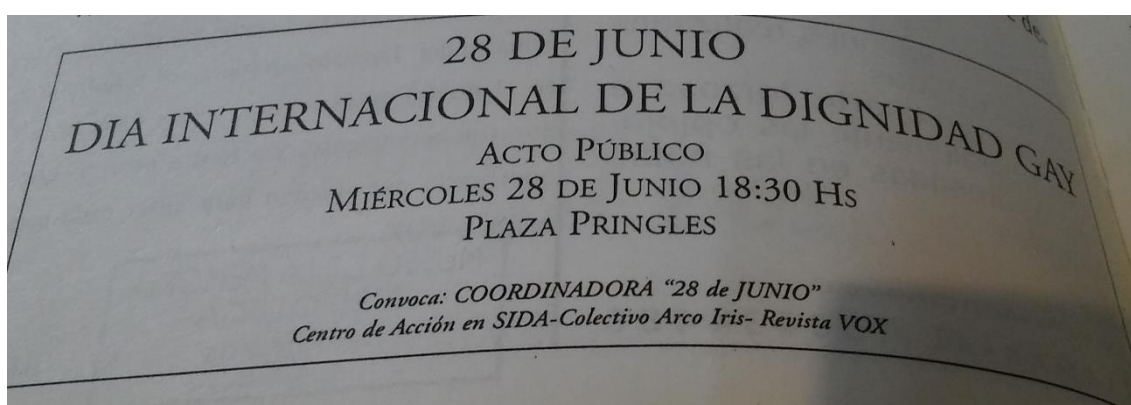 28 DE JUNIO
DIA INTERNACIONAL DE LA DIGNIDAD GAY
ACTO PÚBLICO
MIÉRCOLES 28 DE JUNIO 18:30 HS
PLAZA PRINGLES
Convoca: COORDINADORA “28 de JUNIO”
Centro de Acción en SIDA-Colectivo Arco Iris- Revista VOX